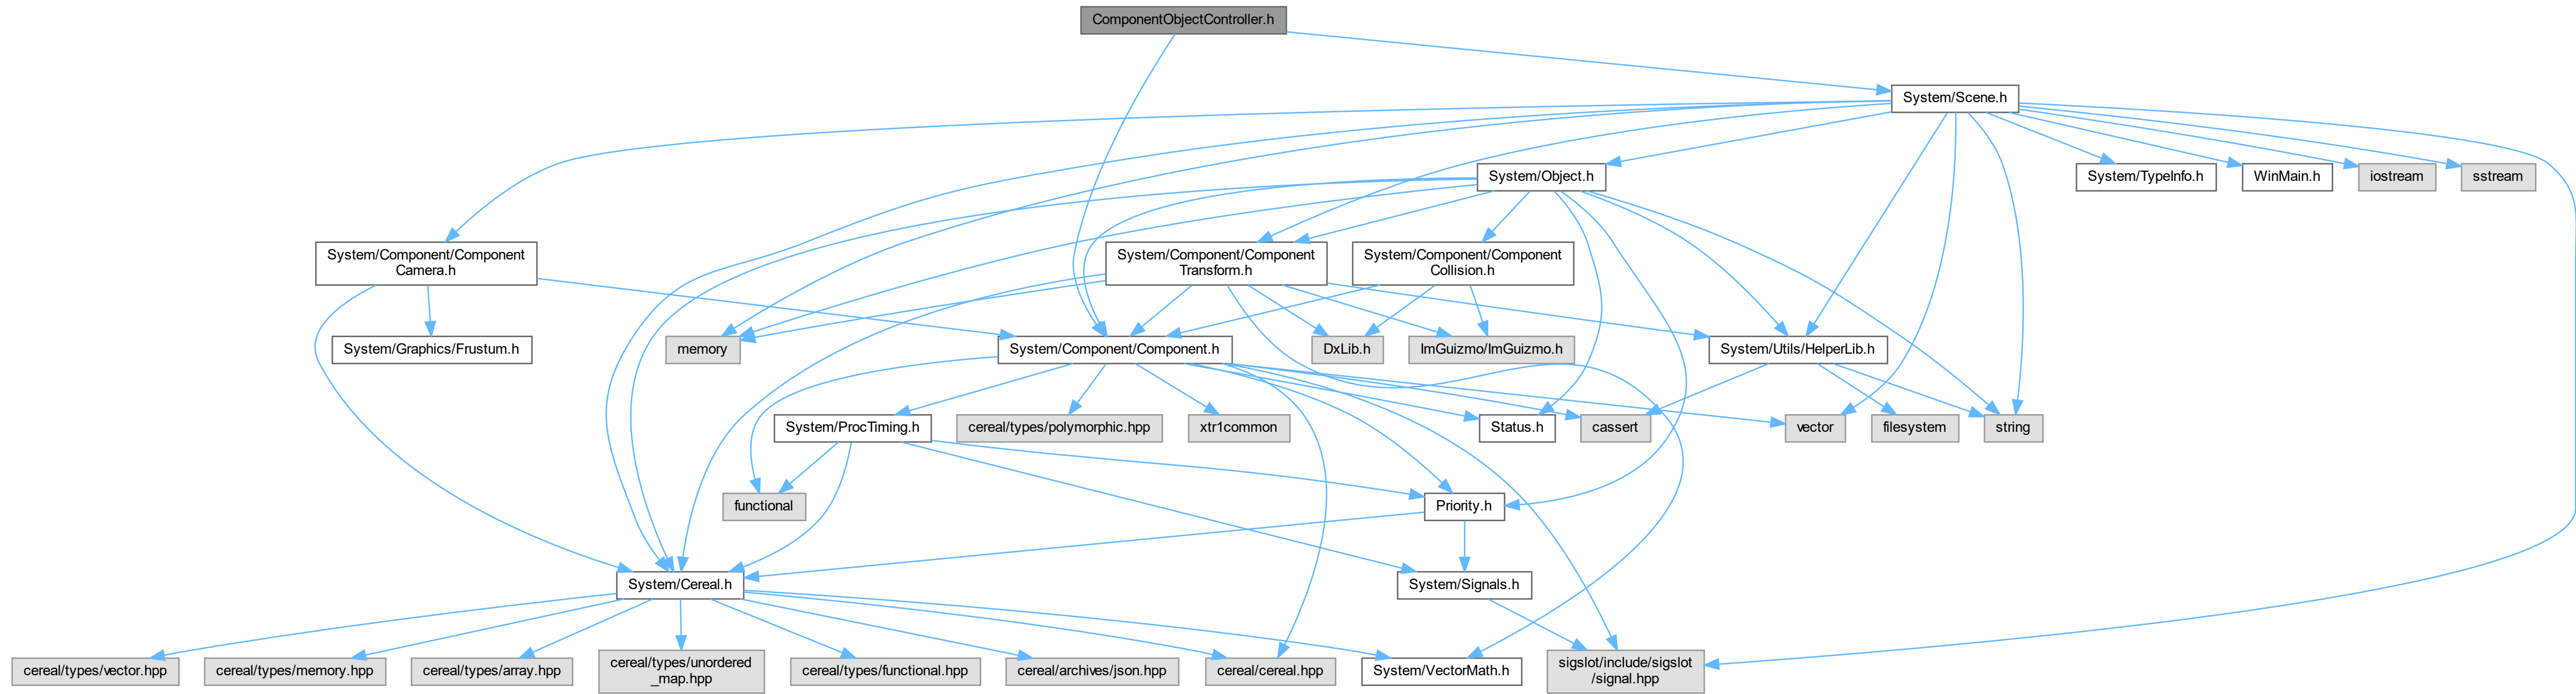 ComponentObjectController.h
System/Scene.h
System/Object.h
System/TypeInfo.h
WinMain.h
iostream
sstream
System/Component/Component
Camera.h
System/Component/Component
Transform.h
System/Component/Component
Collision.h
System/Graphics/Frustum.h
memory
System/Component/Component.h
DxLib.h
ImGuizmo/ImGuizmo.h
System/Utils/HelperLib.h
System/ProcTiming.h
cereal/types/polymorphic.hpp
xtr1common
Status.h
cassert
vector
filesystem
string
functional
Priority.h
System/Cereal.h
System/Signals.h
cereal/types/vector.hpp
cereal/types/memory.hpp
cereal/types/array.hpp
cereal/types/unordered
_map.hpp
cereal/types/functional.hpp
cereal/archives/json.hpp
cereal/cereal.hpp
System/VectorMath.h
sigslot/include/sigslot
/signal.hpp